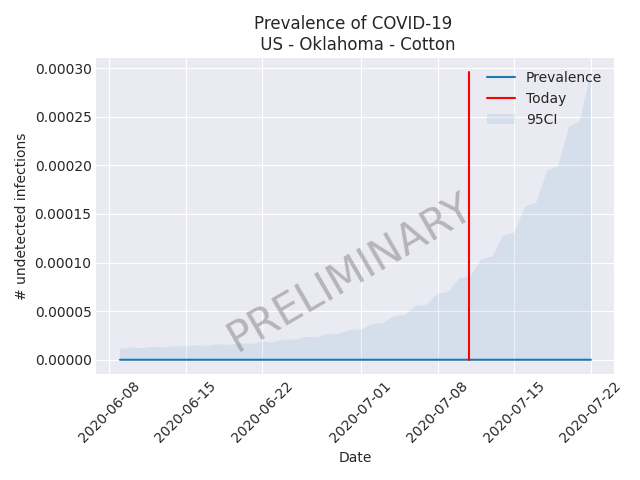 Prevalence of COVID-19
US - Oklahoma - Cotton
0.00030
0.00025
0.00020
0.00015
0.00010
0.00005
0.00000
# undetected infections
Prevalence
Today
95CI
PRELIMINARY
2020-06-08
2020-06-15
2020-06-22
2020-07-01
2020-07-08
2020-07-15
2020-07-22
Date